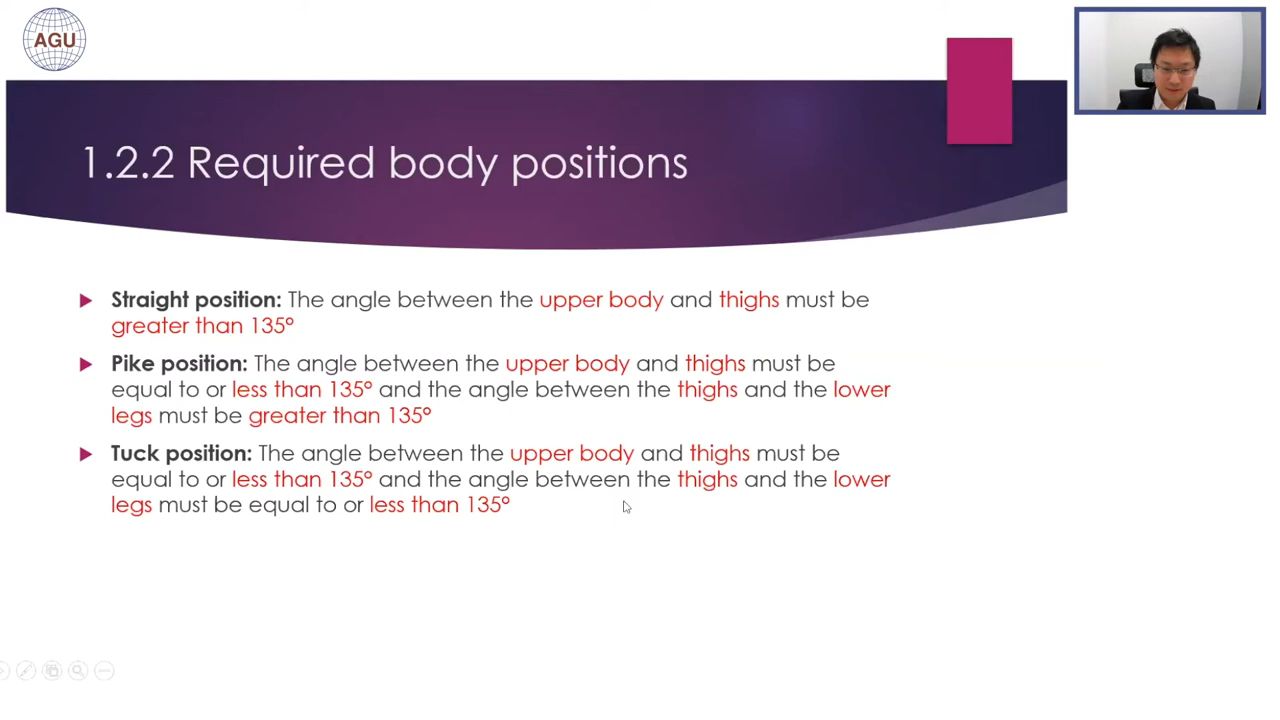 AGU
1.2.2 Required body positions
Straight position: The angle between the upper body and thighs must be
greater than 135°
Pike position: The angle between the upper body and thighs must be
equal to or less than 135° and the angle between the thighs and the lower
legs must be greater than 135°
Tuck position: The angle between the upper body and thighs must be
equal to or less than 135° and the angle between the thighs and the lower
legs must be equal to or less than 135°